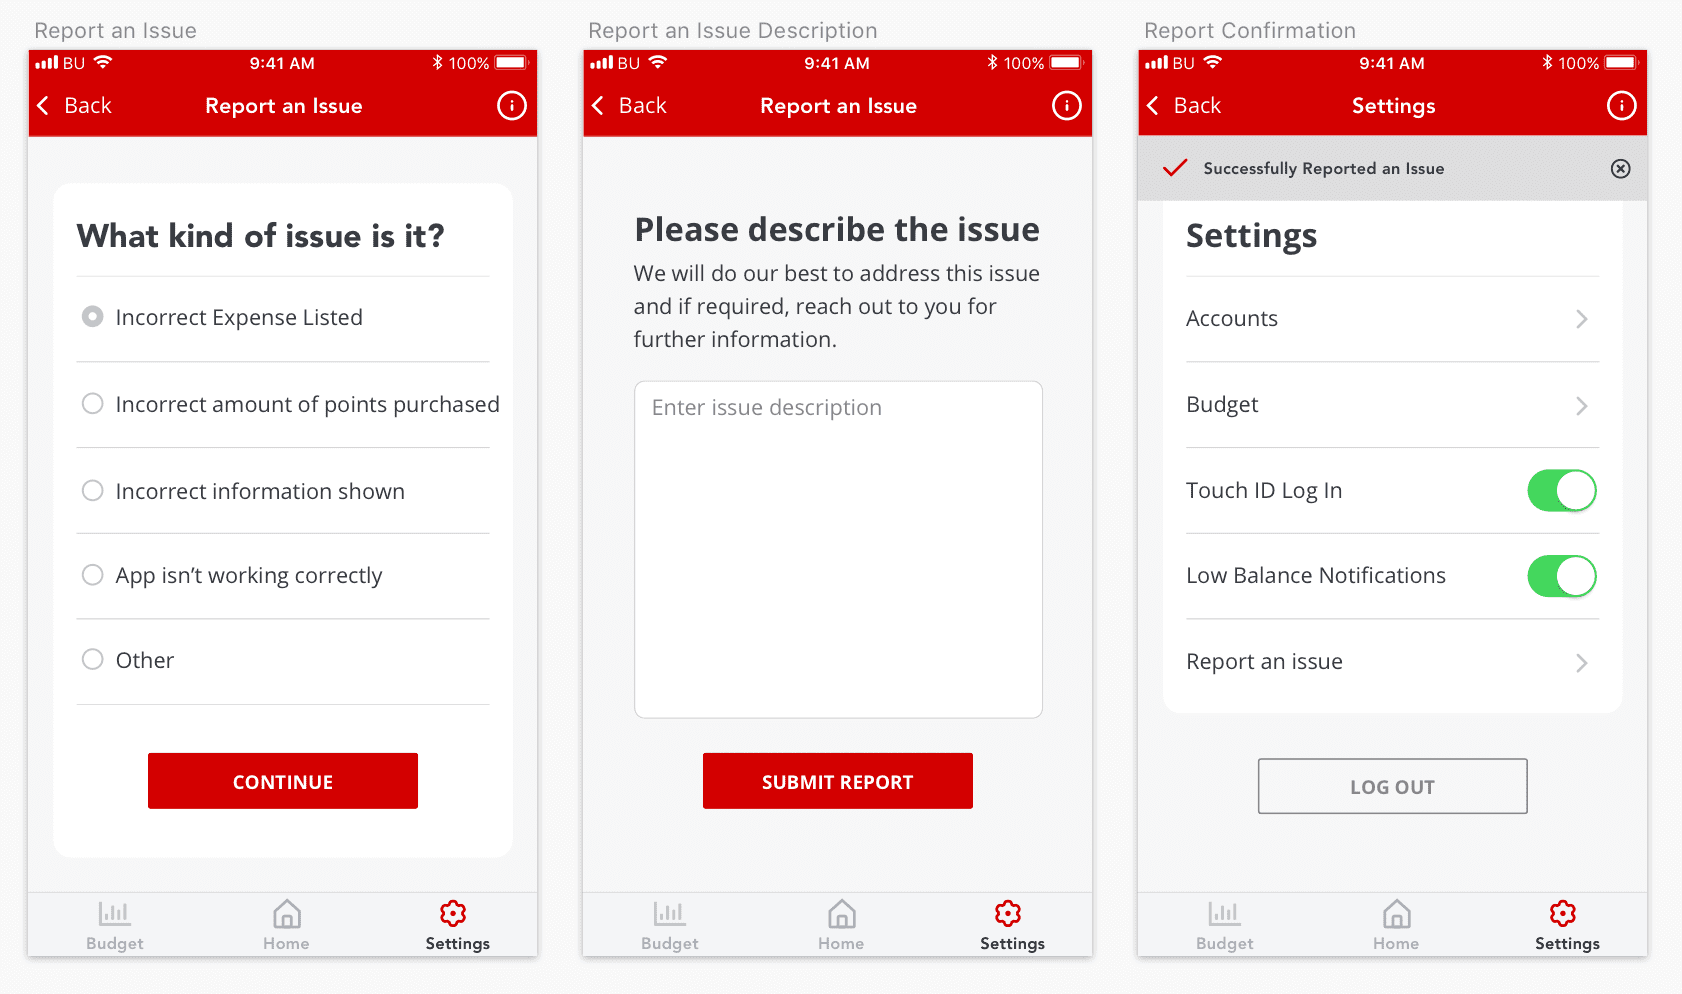 Report an Issue
BU 9:41 AM 100%
Back Report an Issue
What kind of issue is it?
Incorrect Expense Listed
Incorrect amount of points purchased
Incorrect information shown
App isn’t working correctly
Other
CONTINUE
Budget Home Settings
Report an Issue Description
BU 9:41 AM 100%
Back Report an Issue
Please describe the issue
We will do our best to address this issue
and if required, reach out to you for
further information.
Enter issue description
SUBMIT REPORT
Budget Home Settings
Report Confirmation
BU 9:41 AM 100%
Back Settings
Successfully Reported an Issue
Settings
Accounts
Budget
Touch ID Log In
Low Balance Notifications
Report an issue
LOG OUT
Budget Home Settings